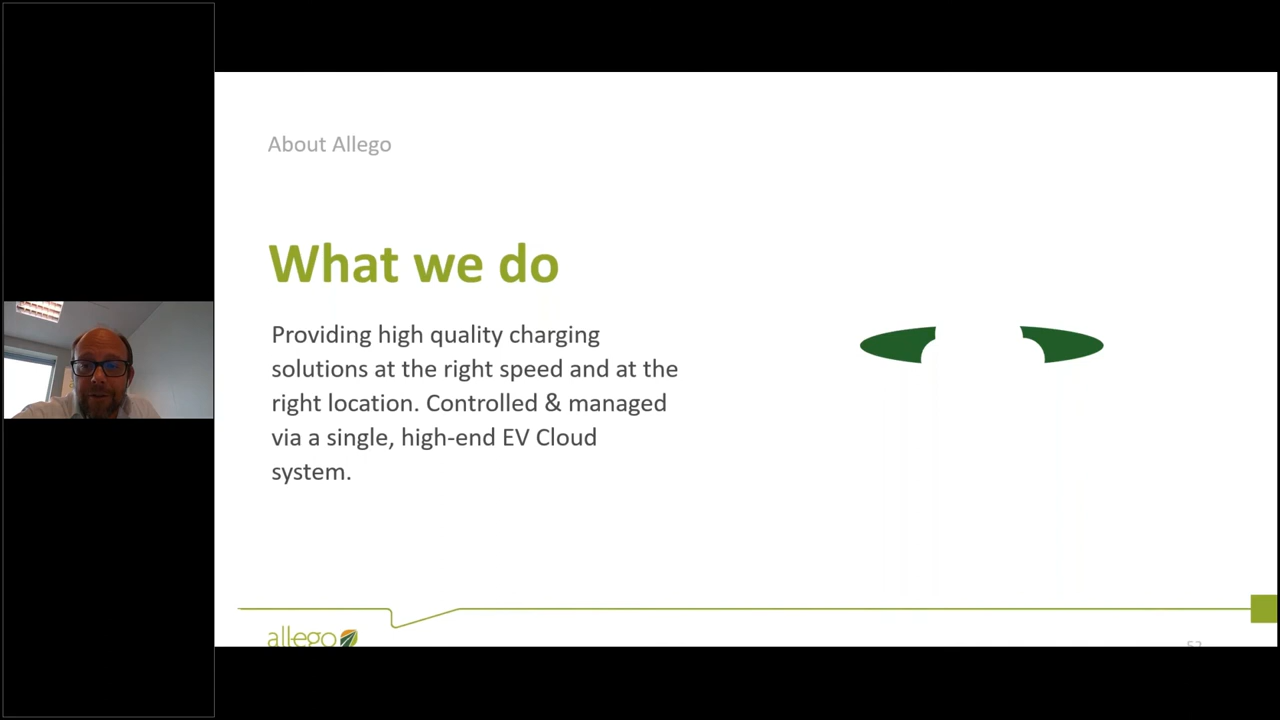 About Allego
What we do
Providing high quality charging
solutions at the right speed and at the
right location. Controlled & managed
via a single, high-end EV Cloud
system.
allego